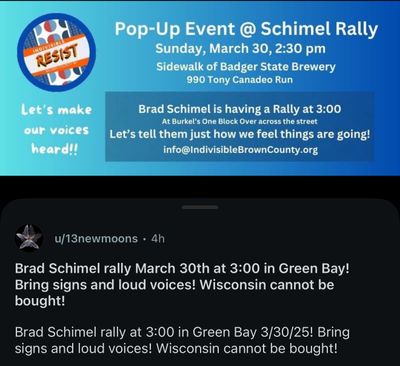 Pop-Up Event @ Schimel Rally
INDIVISIBLE
RESIST
Sunday, March 30, 2:30 pm
Sidewalk of Badger State Brewery
990 Tony Canadeo Run
Let's make
our voices
heard!!
Brad Schimel is having a Rally at 3:00
At Burkel's One Block Over across the street
Let's tell them just how we feel things are going!
info@IndivisibleBrownCounty.org
u/13newmoons • 4h
Brad Schimel rally March 30th at 3:00 in Green Bay!
Bring signs and loud voices! Wisconsin cannot be
bought!
Brad Schimel rally at 3:00 in Green Bay 3/30/25! Bring
signs and loud voices! Wisconsin cannot be bought!